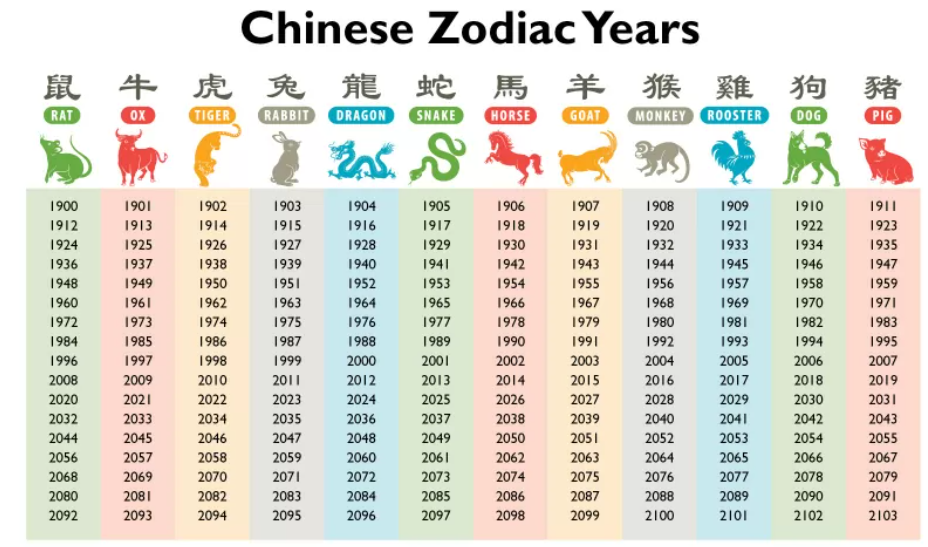 Chinese Zodiac Years
鼠 牛 虎 兔 龍 蛇 馬 羊 猴 雞 狗 豬
RAT OX TIGER RABBIT DRAGON SNAKE HORSE GOAT MONKEY ROOSTER DOG PIG
1900 1901 1902 1903 1904 1905 1906 1907 1908 1909 1910 1911
1912 1913 1914 1915 1916 1917 1918 1919 1920 1921 1922 1923
1924 1925 1926 1927 1928 1929 1930 1931 1932 1933 1934 1935
1936 1937 1938 1939 1940 1941 1942 1943 1944 1945 1946 1947
1948 1949 1950 1951 1952 1953 1954 1955 1956 1957 1958 1959
1960 1961 1962 1963 1964 1965 1966 1967 1968 1969 1970 1971
1972 1973 1974 1975 1976 1977 1978 1979 1980 1981 1982 1983
1984 1985 1986 1987 1988 1989 1990 1991 1992 1993 1994 1995
1996 1997 1998 1999 2000 2001 2002 2003 2004 2005 2006 2007
2008 2009 2010 2011 2012 2013 2014 2015 2016 2017 2018 2019
2020 2021 2022 2023 2024 2025 2026 2027 2028 2029 2030 2031
2032 2033 2034 2035 2036 2037 2038 2039 2040 2041 2042 2043
2044 2045 2046 2047 2048 2049 2050 2051 2052 2053 2054 2055
2056 2057 2058 2059 2060 2061 2062 2063 2064 2065 2066 2067
2068 2069 2070 2071 2072 2073 2074 2075 2076 2077 2078 2079
2080 2081 2082 2083 2084 2085 2086 2087 2088 2089 2090 2091
2092 2093 2094 2095 2096 2097 2098 2099 2100 2101 2102 2103